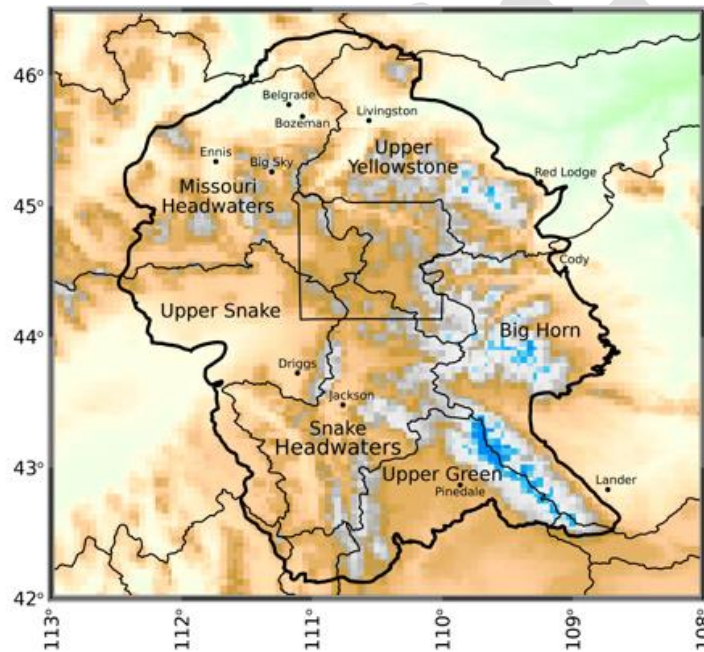 46°
Belgrade
Livingston
Bozeman
Upper
Yellowstone
Ennis
Big Sky
Red Lodge
Missouri
Headwaters
45°
Cody
Upper Snake
Big Horn
44°
Driggs
Jackson
Snake
Headwaters
43°
Upper Green
Pinedale
Lander
42°
113°
112°
111°
110°
109°
108°